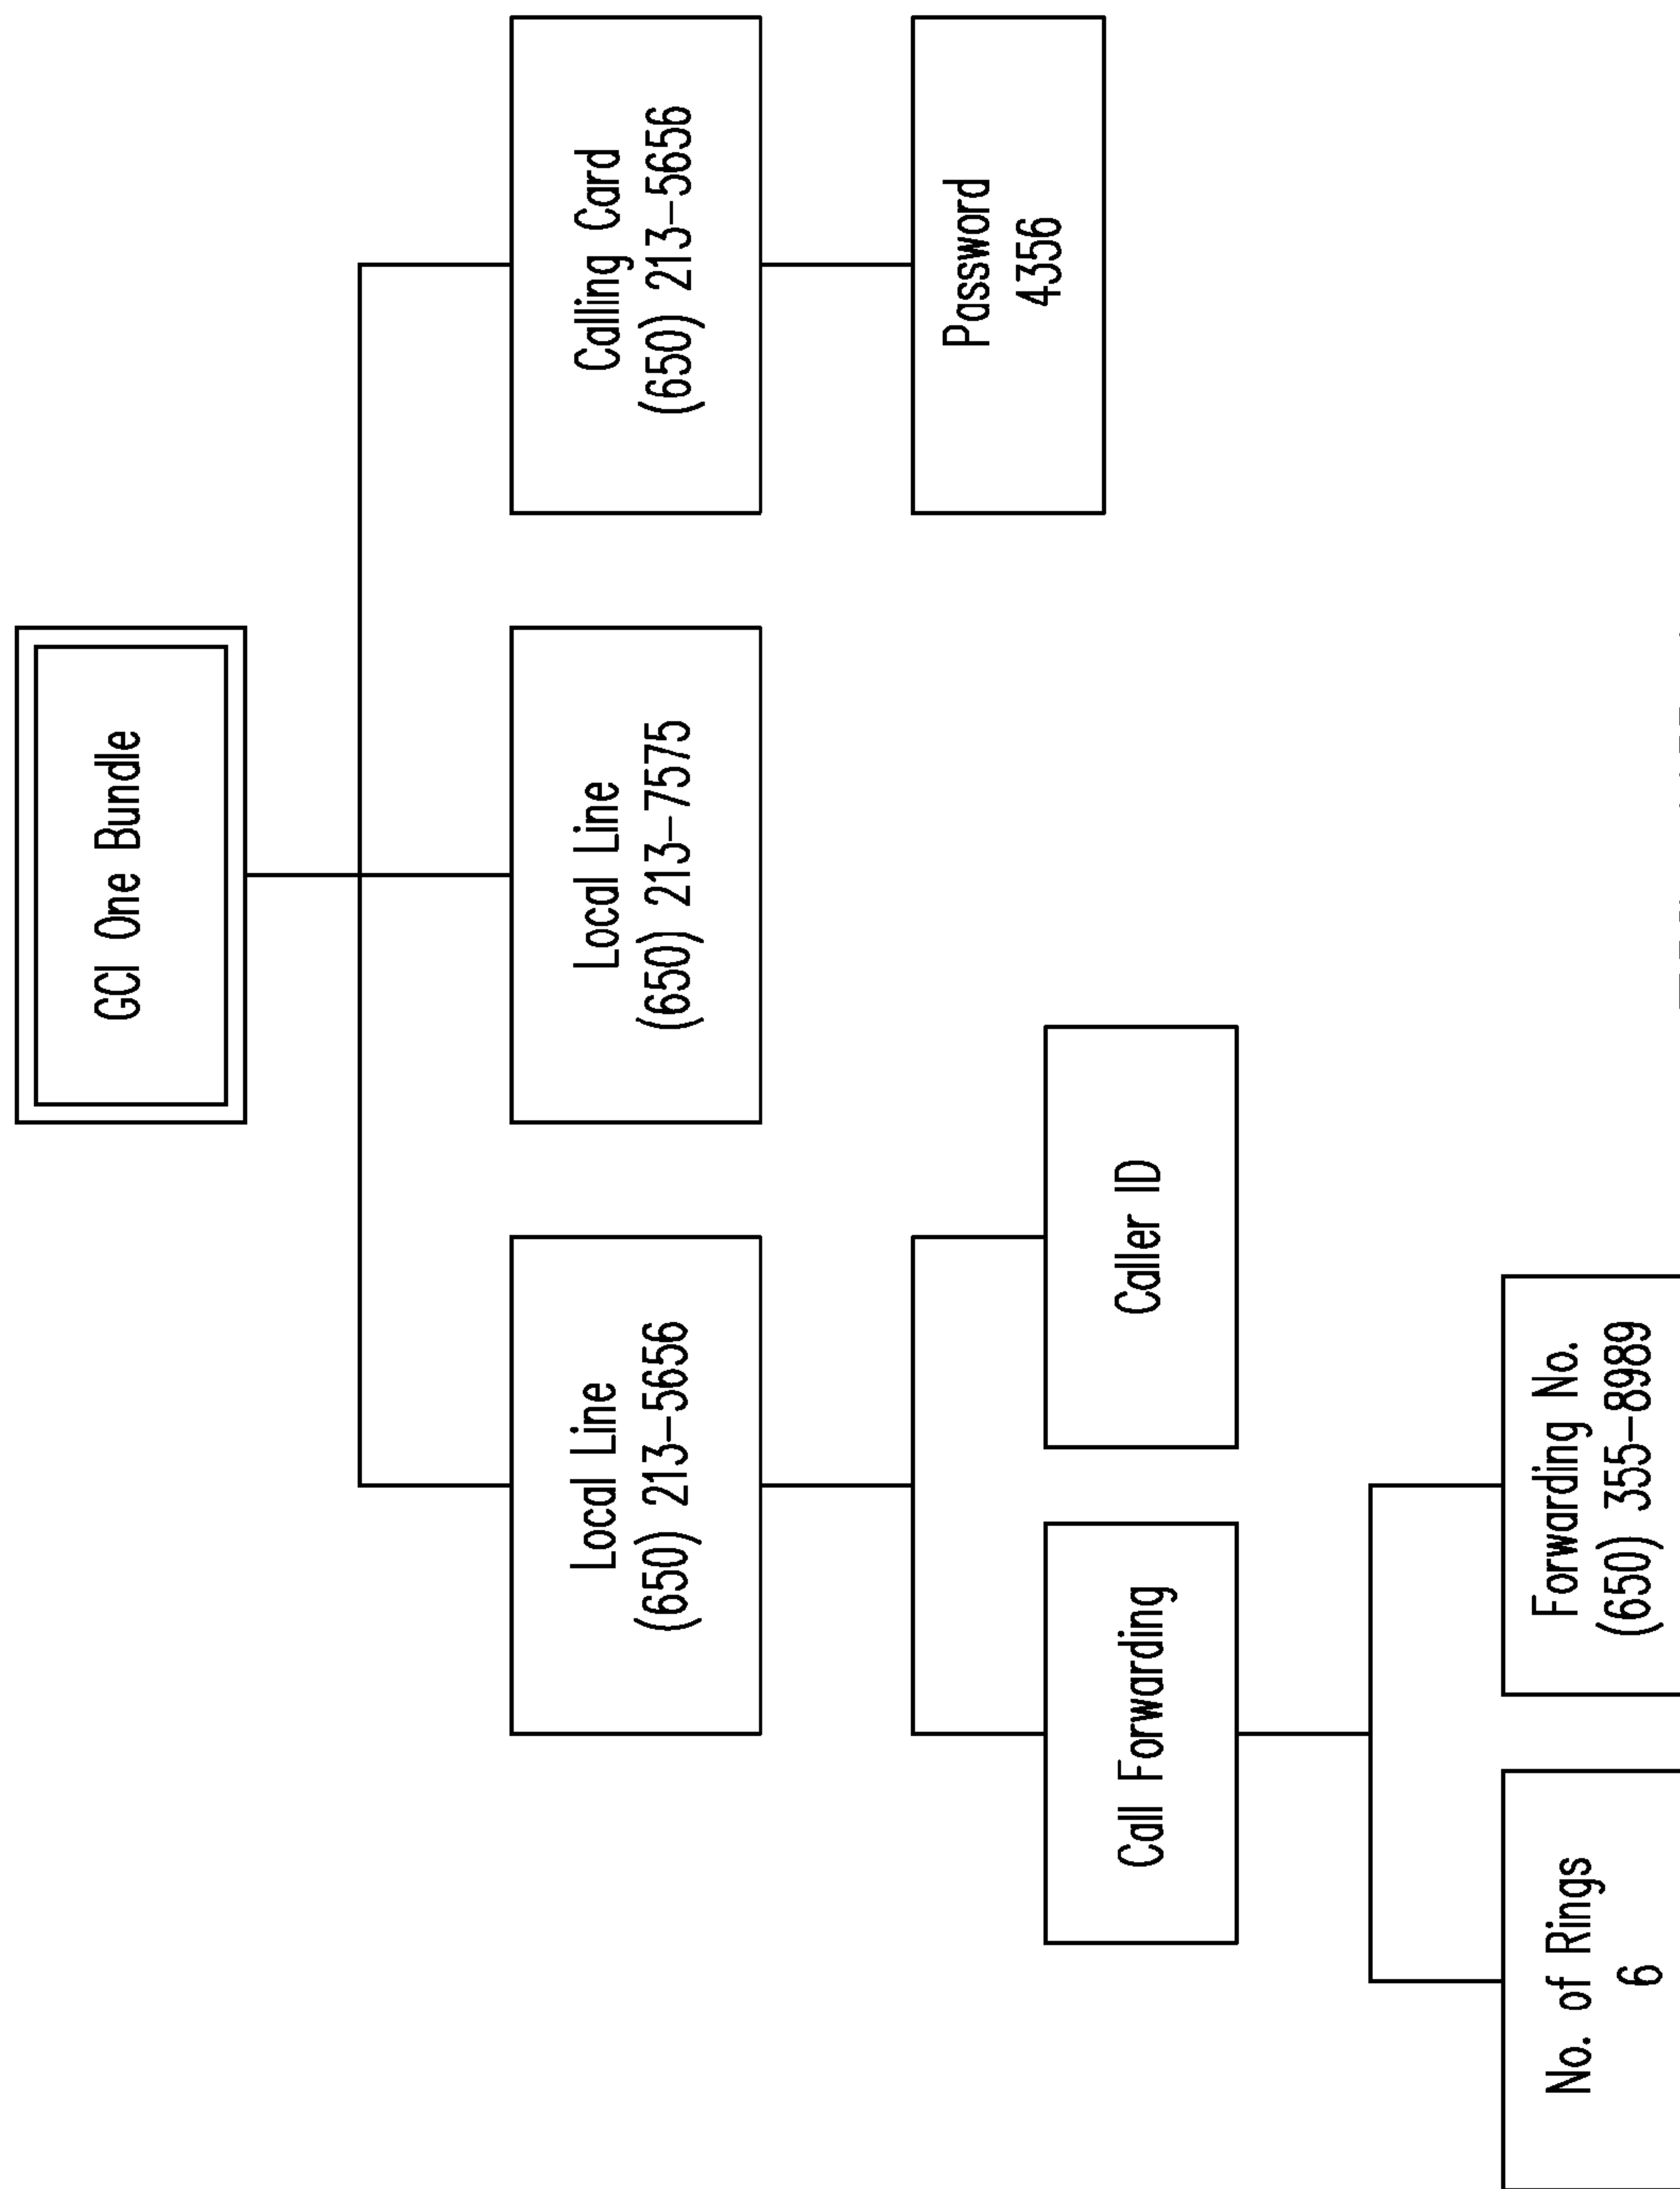 GCI One Bundle
Local Line
(650) 213-5656
Local Line
(650) 213-7575
Calling Card
(650) 213-5656
Call Forwarding
Caller ID
Password
4356
No. of Rings
6
Forwarding No.
(650) 355-8989